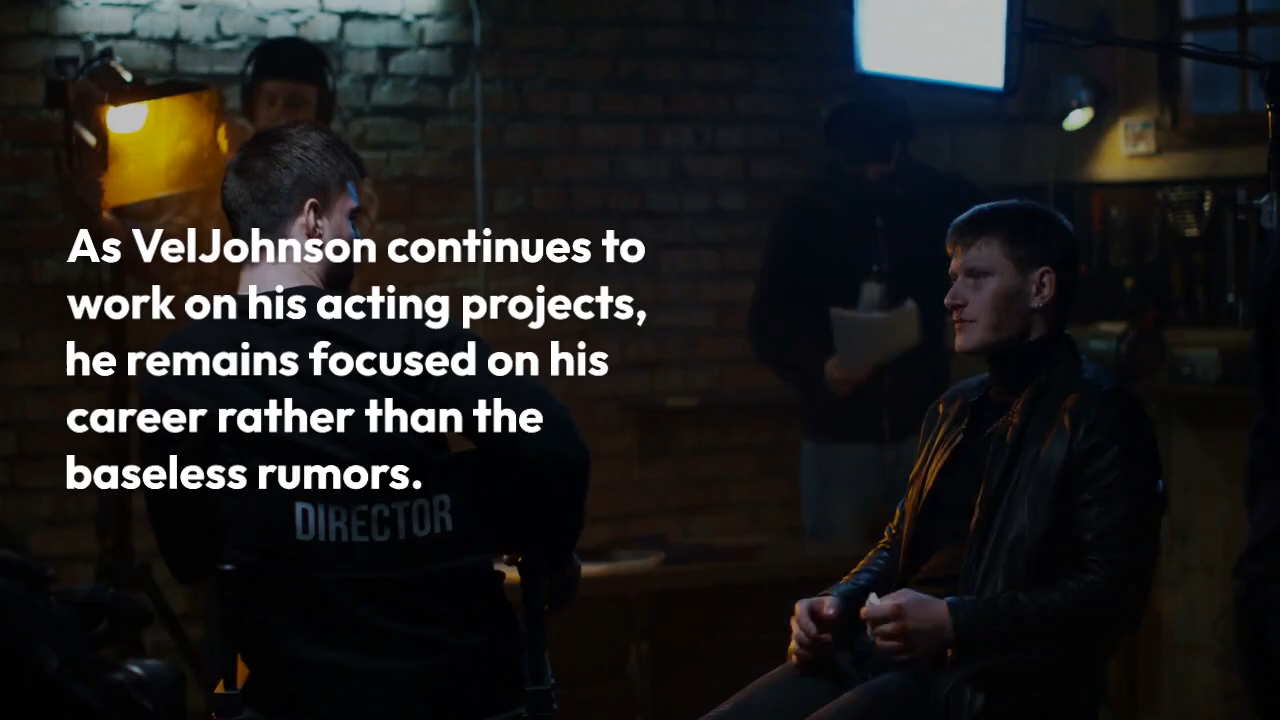 As VelJohnson continues to
work on his acting projects,
he remains focused on his
career rather than the
baseless rumors.
DIRECTOR